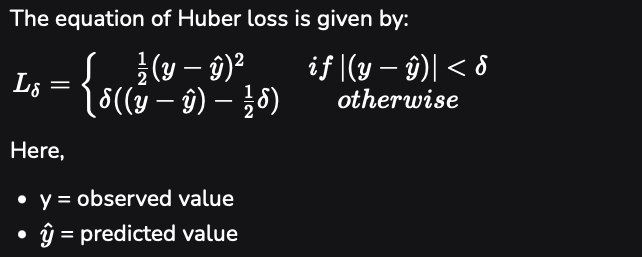 The equation of Huber loss is given by:
L_δ = { ½(y − ŷ)² if |(y − ŷ)| < δ
δ((y − ŷ) − ½δ) otherwise
Here,
• y = observed value
• ŷ = predicted value